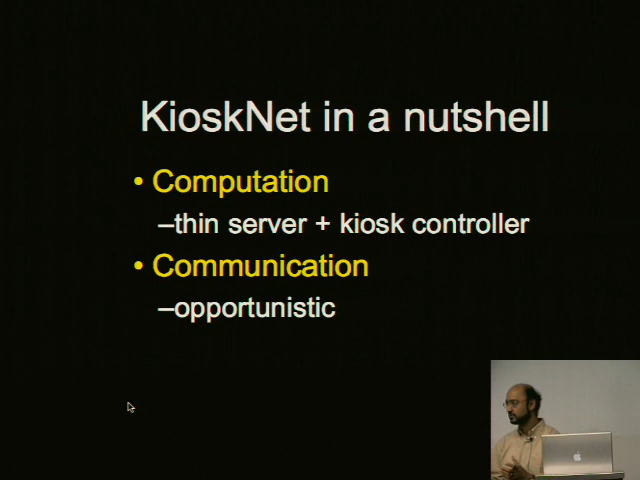 KioskNet in a nutshell
• Computation
–thin server + kiosk controller
• Communication
–opportunistic